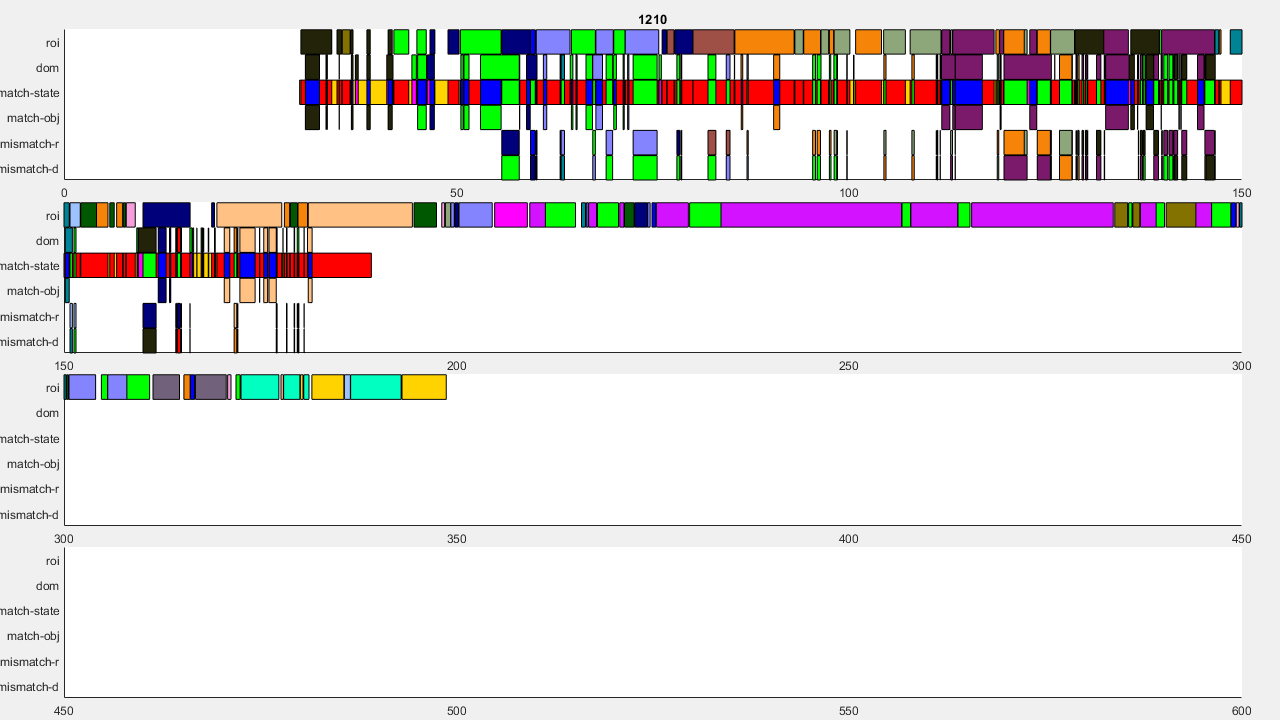 1210
roi
dom
match-state
match-obj
mismatch-r
mismatch-d
0 50 100 150
roi
dom
match-state
match-obj
mismatch-r
mismatch-d
150 200 250 300
roi
dom
match-state
match-obj
mismatch-r
mismatch-d
300 350 400 450
roi
dom
match-state
match-obj
mismatch-r
mismatch-d
450 500 550 600